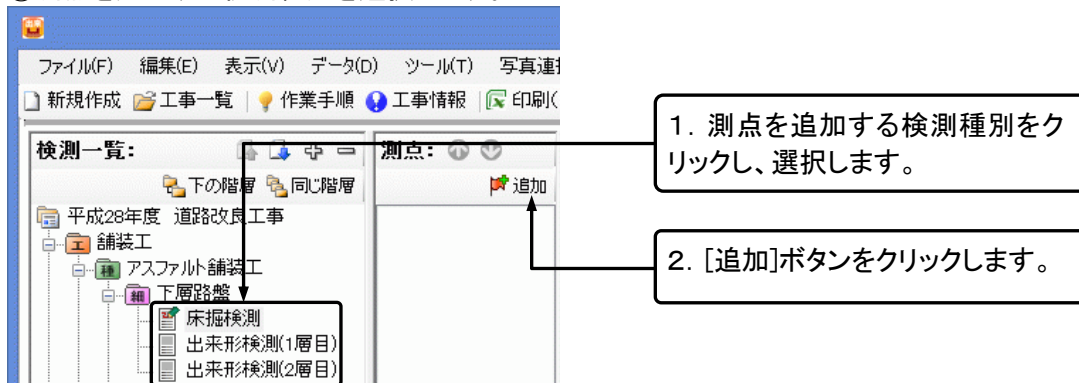 ファイル(F) 編集(E) 表示(V) データ(D) ツール(T) 写真連
新規作成 工事一覧 作業手順 工事情報 印刷(
検測一覧:
下の階層 同じ階層
平成28年度 道路改良工事
工 舗装工
種 アスファルト舗装工
細 下層路盤
床掘検測
出来形検測(1層目)
出来形検測(2層目)
測点:
追加
1．測点を追加する検測種別をク
リックし、選択します。
2．[追加]ボタンをクリックします。